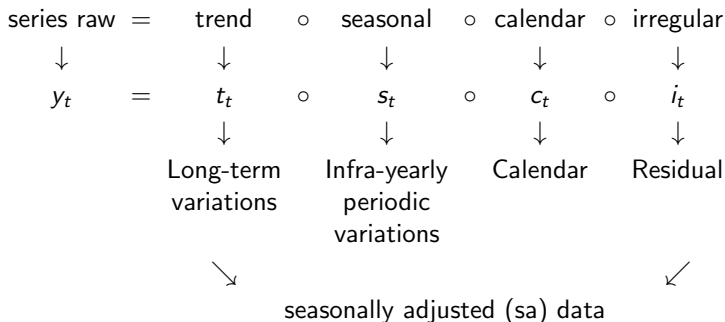 series raw = trend ∘ seasonal ∘ calendar ∘ irregular
↓ ↓ ↓ ↓ ↓
y_t = t_t ∘ s_t ∘ c_t ∘ i_t
↓ ↓ ↓ ↓
Long-term Infra-yearly Calendar Residual
variations periodic
variations
↘ ↙
seasonally adjusted (sa) data